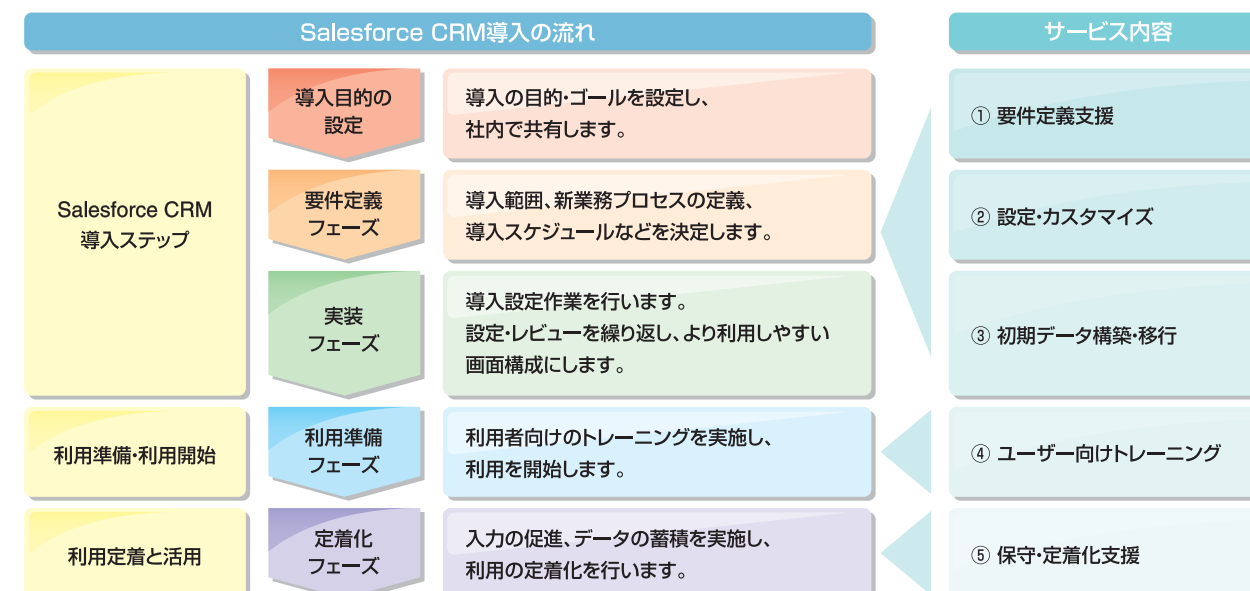 Salesforce CRM導入の流れ
サービス内容
Salesforce CRM
導入ステップ
導入目的の
設定
導入の目的・ゴールを設定し、
社内で共有します。
① 要件定義支援
要件定義
フェーズ
導入範囲、新業務プロセスの定義、
導入スケジュールなどを決定します。
② 設定・カスタマイズ
実装
フェーズ
導入設定作業を行います。
設定・レビューを繰り返し、より利用しやすい
画面構成にします。
③ 初期データ構築・移行
利用準備・利用開始
利用準備
フェーズ
利用者向けのトレーニングを実施し、
利用を開始します。
④ ユーザー向けトレーニング
利用定着と活用
定着化
フェーズ
入力の促進、データの蓄積を実施し、
利用の定着化を行います。
⑤ 保守・定着化支援